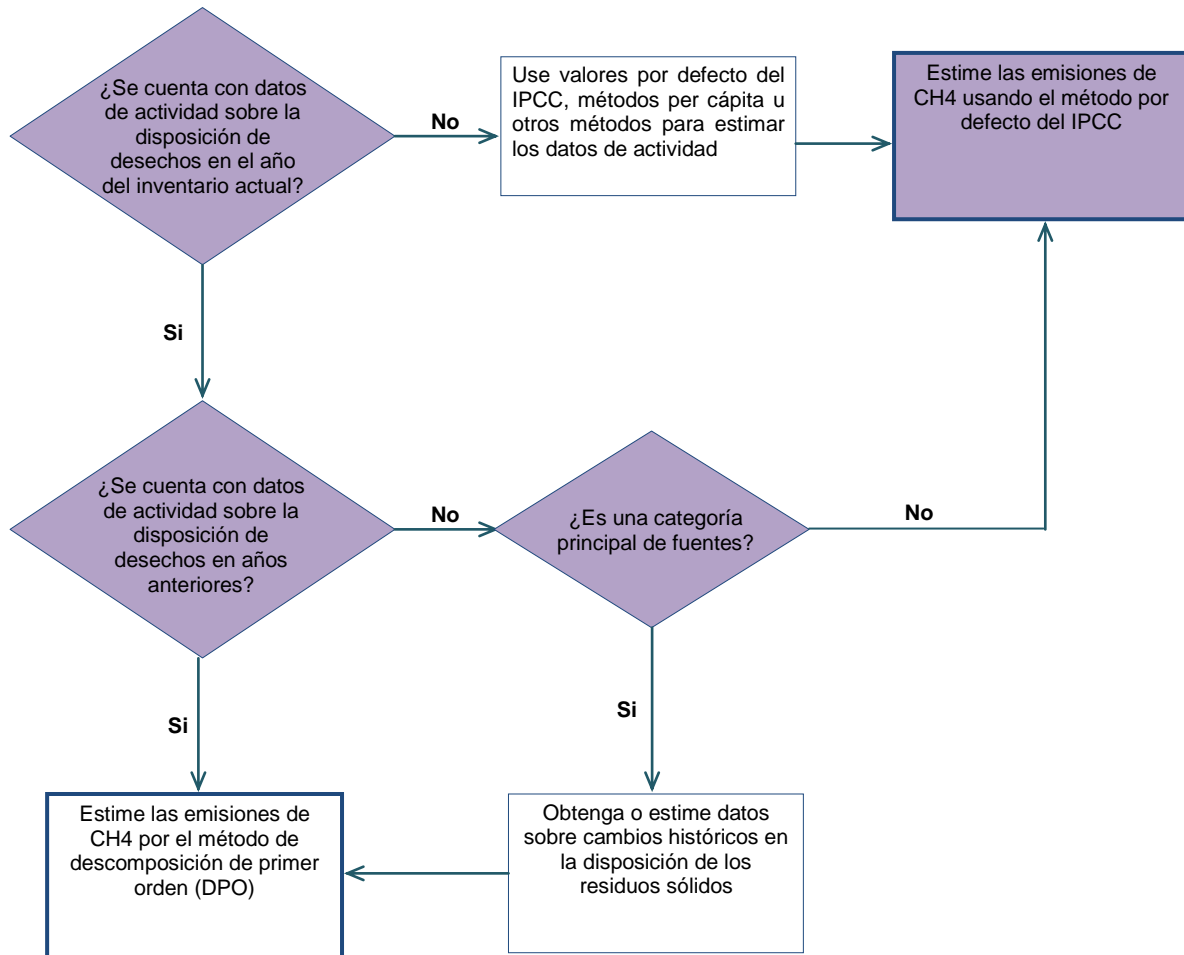 ¿Se cuenta con datos
de actividad sobre la
disposición de
desechos en el año
del inventario actual?
No
Use valores por defecto del
IPCC, métodos per cápita u
otros métodos para estimar
los datos de actividad
Estime las emisiones de
CH4 usando el método por
defecto del IPCC
Si
¿Se cuenta con datos
de actividad sobre la
disposición de
desechos en años
anteriores?
No
¿Es una categoría
principal de fuentes?
No
Si
Si
Estime las emisiones de
CH4 por el método de
descomposición de primer
orden (DPO)
Obtenga o estime datos
sobre cambios históricos en
la disposición de los
residuos sólidos